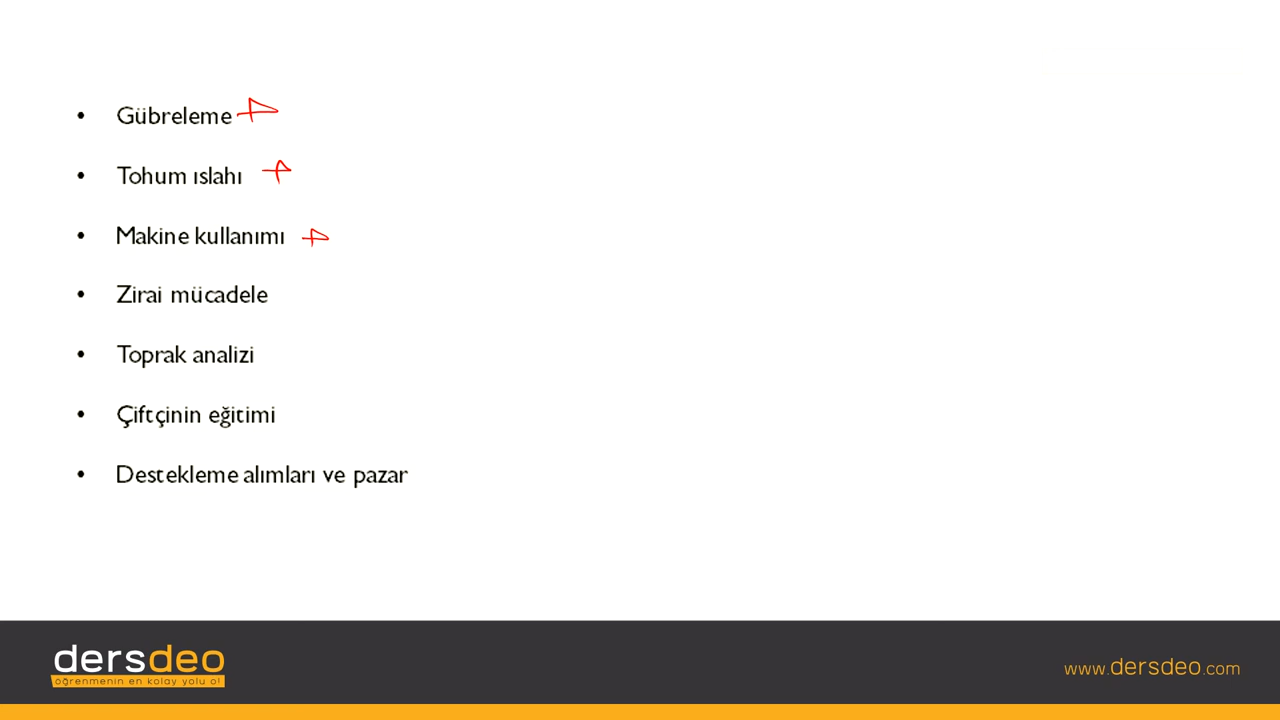 • Gübreleme +
• Tohum ıslahı +
• Makine kullanımı +
• Zirai mücadele
• Toprak analizi
• Çiftçinin eğitimi
• Destekleme alımları ve pazar
dersdeo
öğrenmenin en kolay yolu o!
www.dersdeo.com